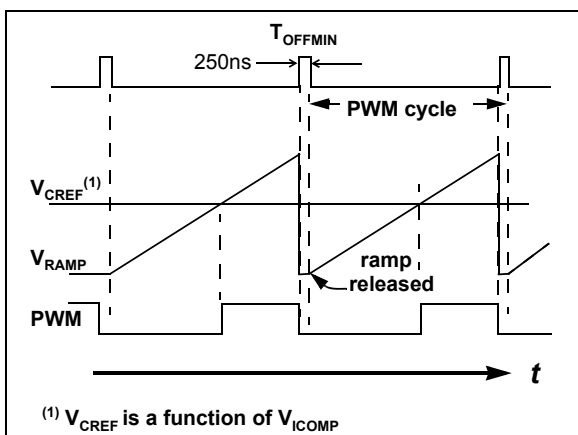 T_OFFMIN
250ns
PWM cycle
V_CREF^(1)
V_RAMP
ramp
released
PWM
t
(1) V_CREF is a function of V_ICOMP